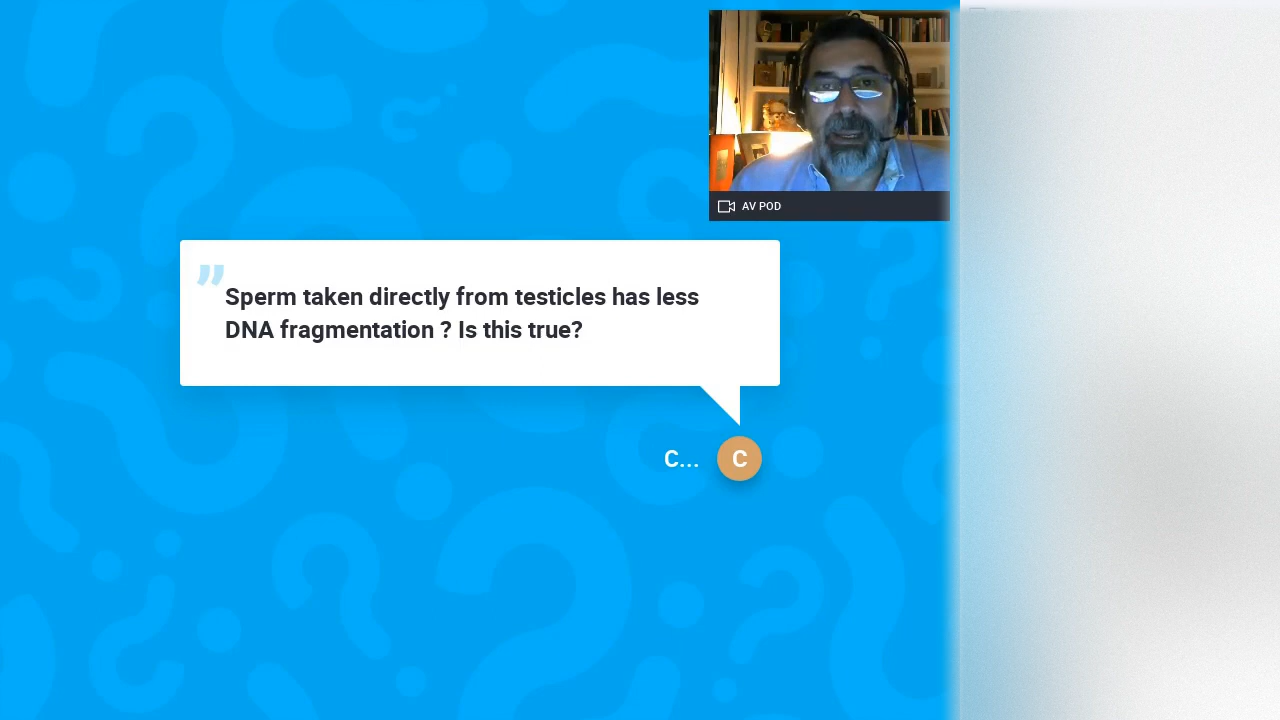 AV POD
”
Sperm taken directly from testicles has less
DNA fragmentation ? Is this true?
C... C